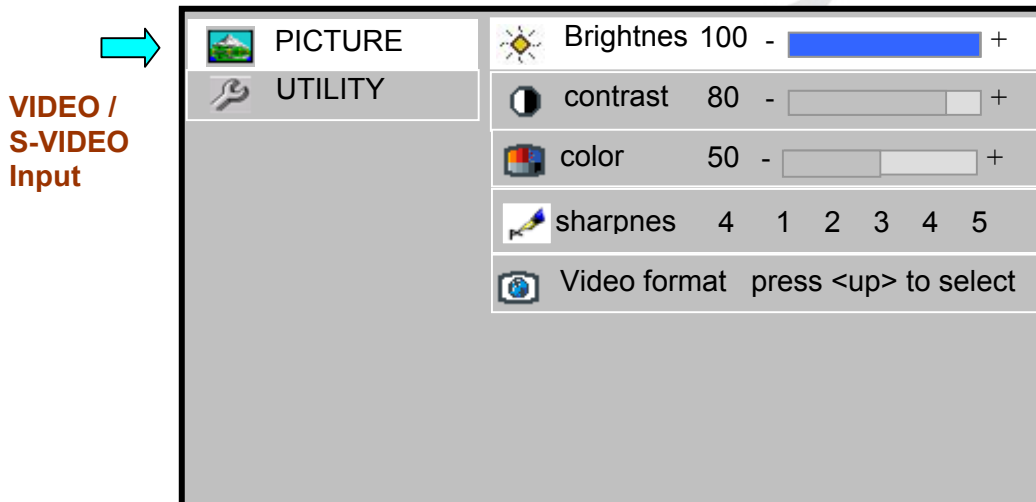 VIDEO /
S-VIDEO
Input
PICTURE
UTILITY
Brightnes 100 - +
contrast 80 - +
color 50 - +
sharpnes 4 1 2 3 4 5
Video format press <up> to select